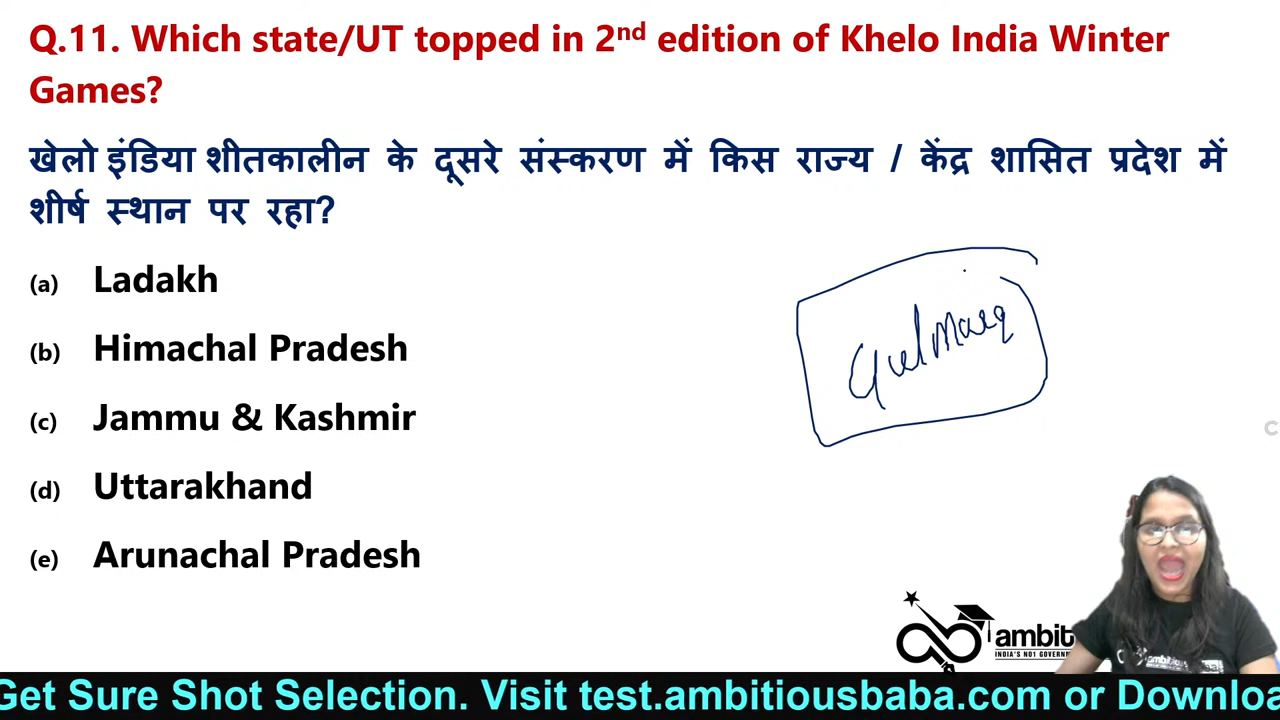 Q.11. Which state/UT topped in 2nd edition of Khelo India Winter
Games?
खेलो इंडिया शीतकालीन के दूसरे संस्करण में किस राज्य / केंद्र शासित प्रदेश में
शीर्ष स्थान पर रहा?
(a) Ladakh
(b) Himachal Pradesh
(c) Jammu & Kashmir
(d) Uttarakhand
(e) Arunachal Pradesh
Gulmarg
ambit
INDIA'S NO1 GOVERNM
Get Sure Shot Selection. Visit test.ambitiousbaba.com or Downloa